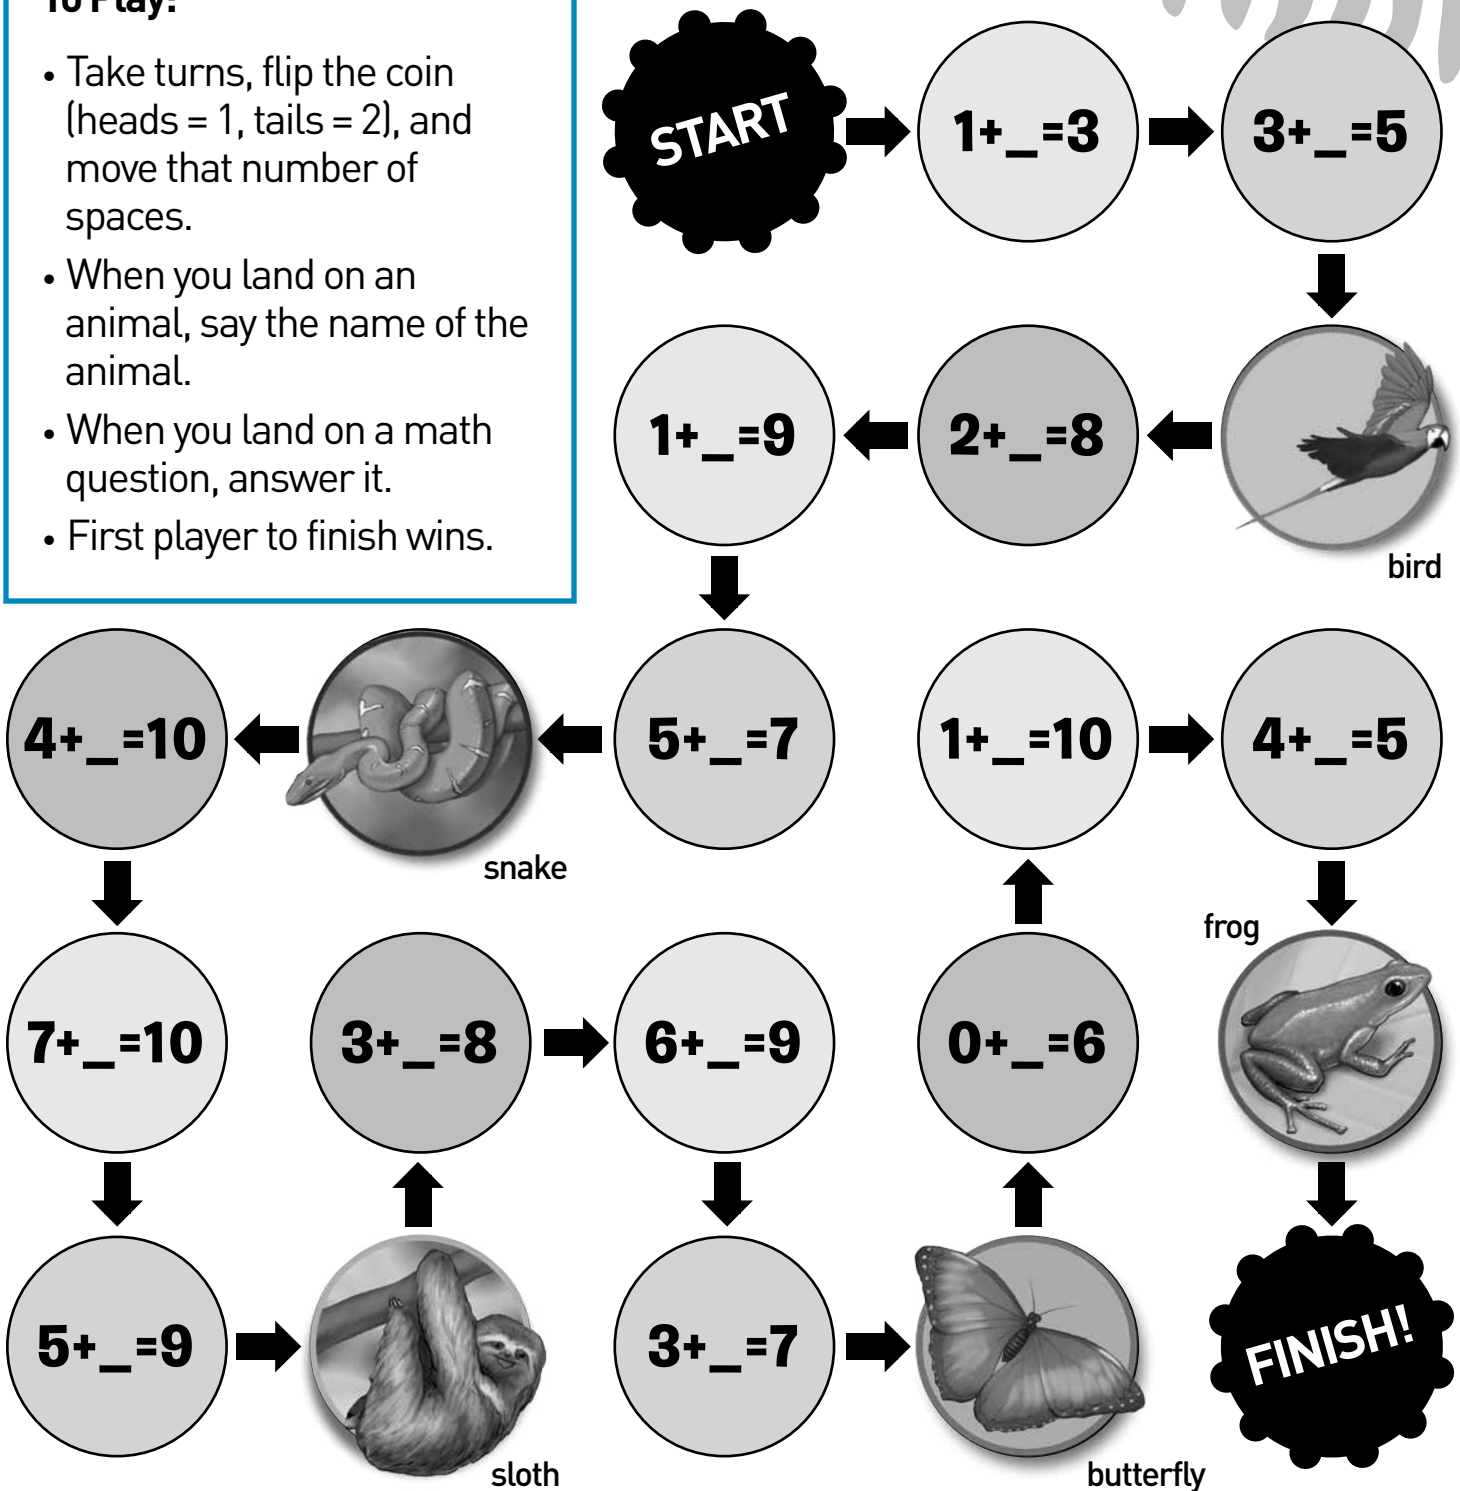 To Play:
• Take turns, flip the coin
(heads = 1, tails = 2), and
move that number of
spaces.
• When you land on an
animal, say the name of the
animal.
• When you land on a math
question, answer it.
• First player to finish wins.
START
1+_=3
3+_=5
bird
2+_=8
1+_=9
5+_=7
snake
4+_=10
7+_=10
5+_=9
sloth
3+_=8
6+_=9
3+_=7
butterfly
0+_=6
1+_=10
4+_=5
frog
FINISH!